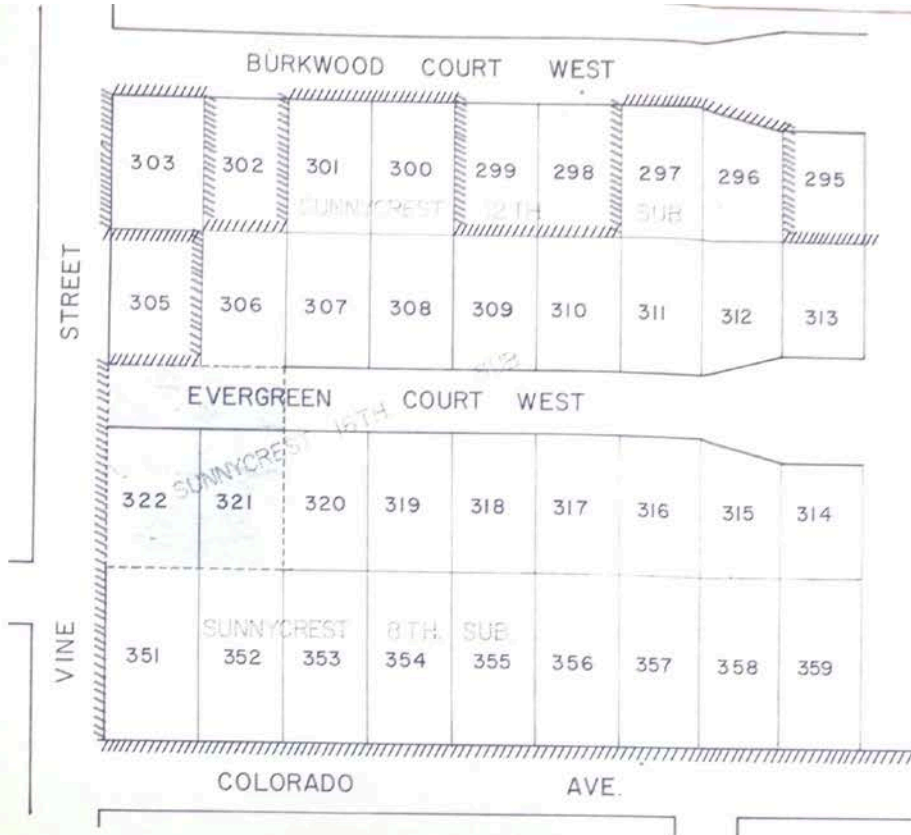 BURKWOOD COURT WEST
303 302 301 300 299 298 297 296 295
SUNNYCREST 12TH SUB
305 306 307 308 309 310 311 312 313
STREET
EVERGREEN COURT WEST
SUNNYCREST 16TH SUB
322 321 320 319 318 317 316 315 314
SUNNYCREST 8TH. SUB.
351 352 353 354 355 356 357 358 359
VINE
COLORADO AVE.